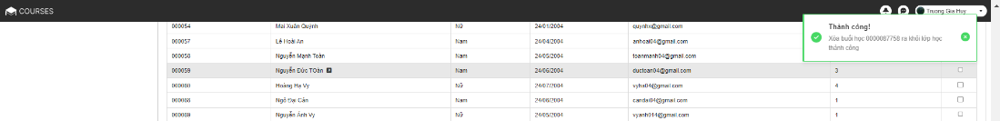 COURSES
Trương Gia Huy
000054 Mai Xuân Quỳnh Nữ 24/01/2004 quynhx@gmail.com
000057 Lê Hoài An Nam 24/04/2004 anhoai04@gmail.com
000058 Nguyễn Mạnh Toàn Nam 24/05/2004 toanmanh04@gmail.com
000059 Nguyễn Đức TOàn Nam 24/06/2004 ductoan04@gmail.com 3
000060 Hoàng Hạ Vy Nữ 24/07/2004 vyha04@gmail.com 4
000068 Ngô Đại Cân Nam 24/06/2004 candai04@gmail.com 1
000069 Nguyễn Ánh Vy Nữ 24/05/2004 vyanh014@gmail.com 1
Thành công!
Xóa buổi học 0000087758 ra khỏi lớp học
thành công